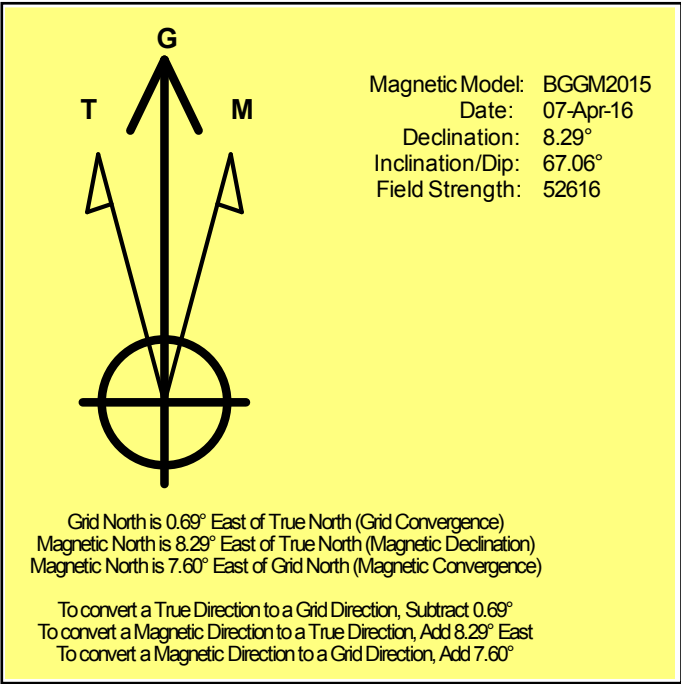 G
T M
Magnetic Model: BGGM2015
Date: 07-Apr-16
Declination: 8.29°
Inclination/Dip: 67.06°
Field Strength: 52616
Grid North is 0.69° East of True North (Grid Convergence)
Magnetic North is 8.29° East of True North (Magnetic Declination)
Magnetic North is 7.60° East of Grid North (Magnetic Convergence)
To convert a True Direction to a Grid Direction, Subtract 0.69°
To convert a Magnetic Direction to a True Direction, Add 8.29° East
To convert a Magnetic Direction to a Grid Direction, Add 7.60°